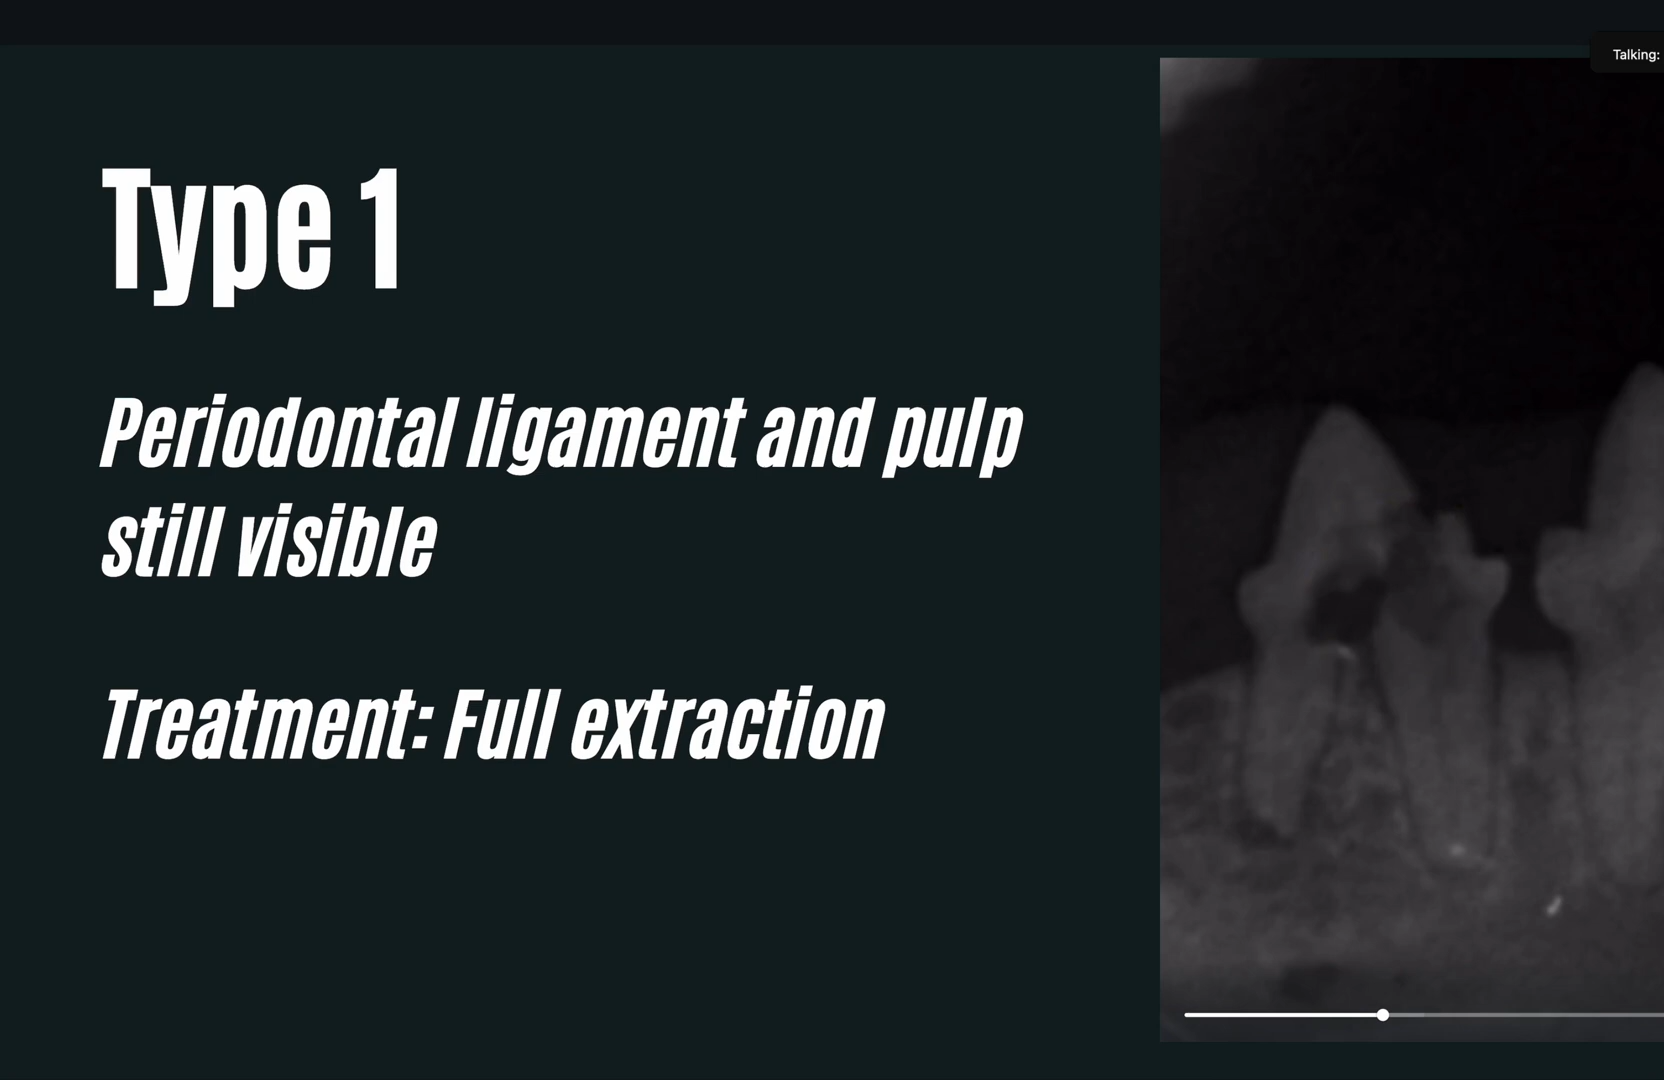 Talking:
Type 1
Periodontal ligament and pulp
still visible
Treatment: Full extraction